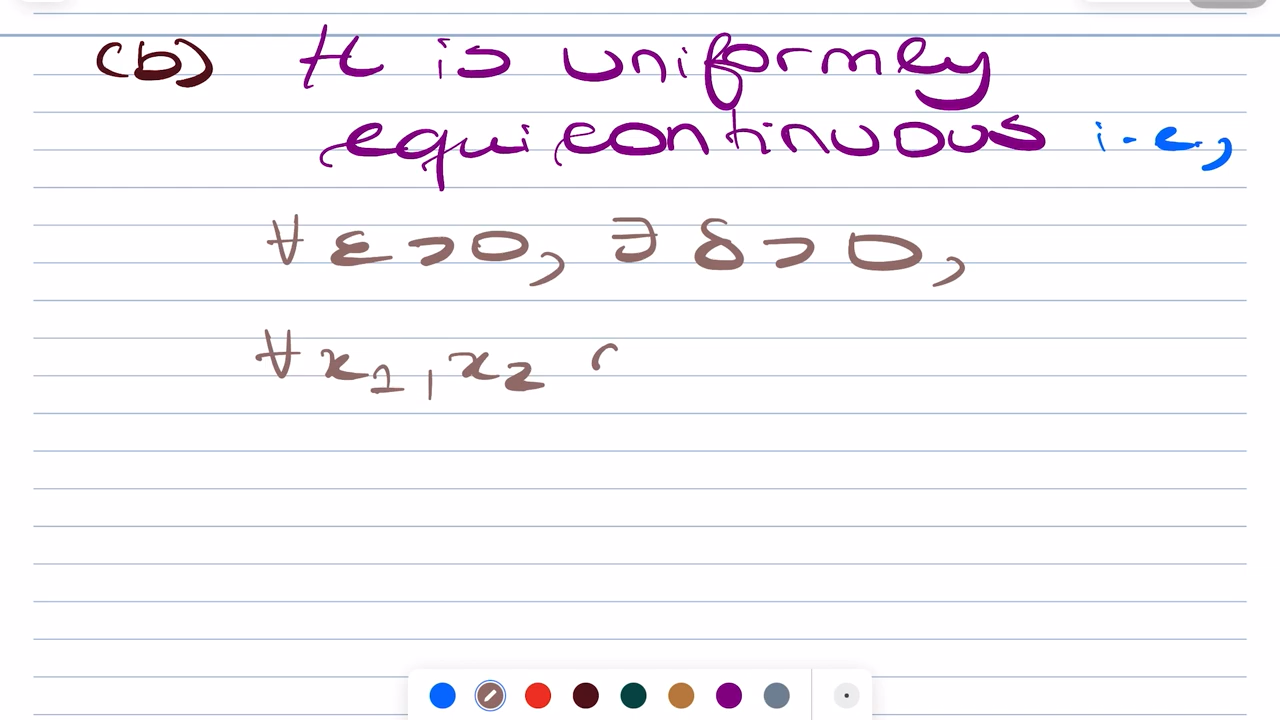 (b) H is uniformly
equicontinuous i.e.,
∀ ε > 0, ∃ δ > 0,
∀ x₁, x₂